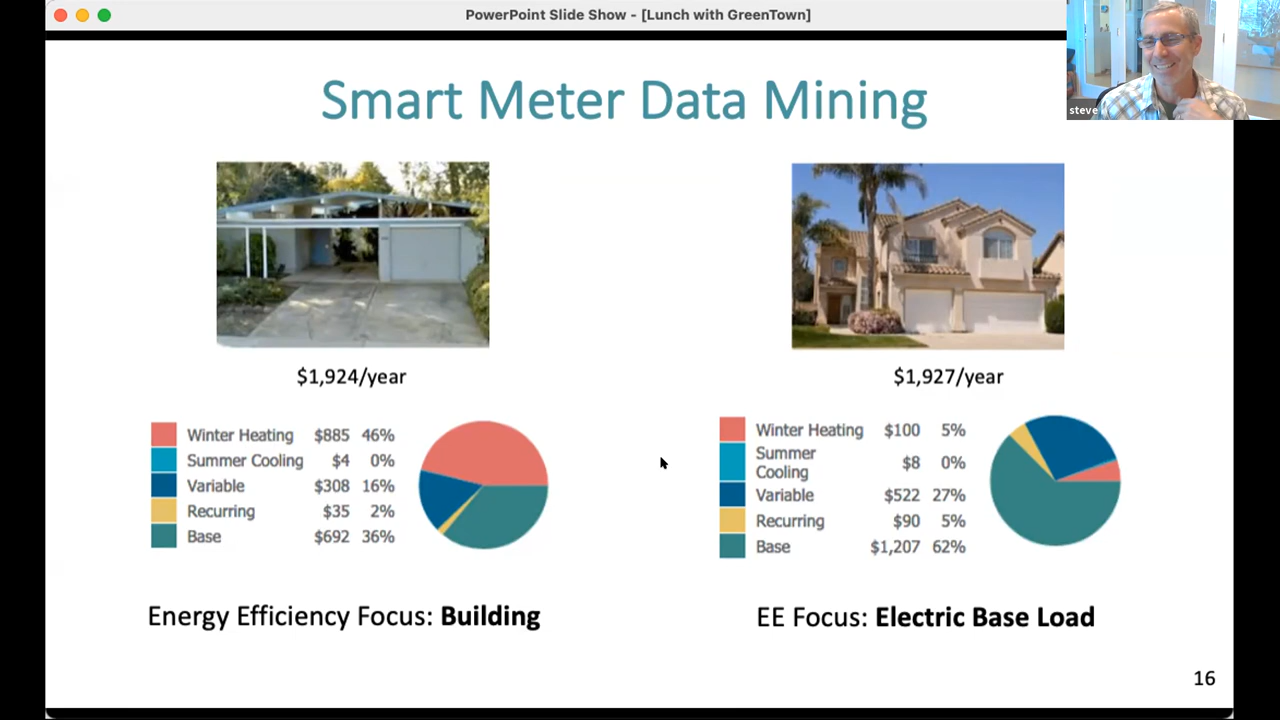 PowerPoint Slide Show - [Lunch with GreenTown]
steve
Smart Meter Data Mining
$1,924/year
Winter Heating $885 46%
Summer Cooling $4 0%
Variable $308 16%
Recurring $35 2%
Base $692 36%
Energy Efficiency Focus: Building
$1,927/year
Winter Heating $100 5%
Summer
Cooling $8 0%
Variable $522 27%
Recurring $90 5%
Base $1,207 62%
EE Focus: Electric Base Load
16